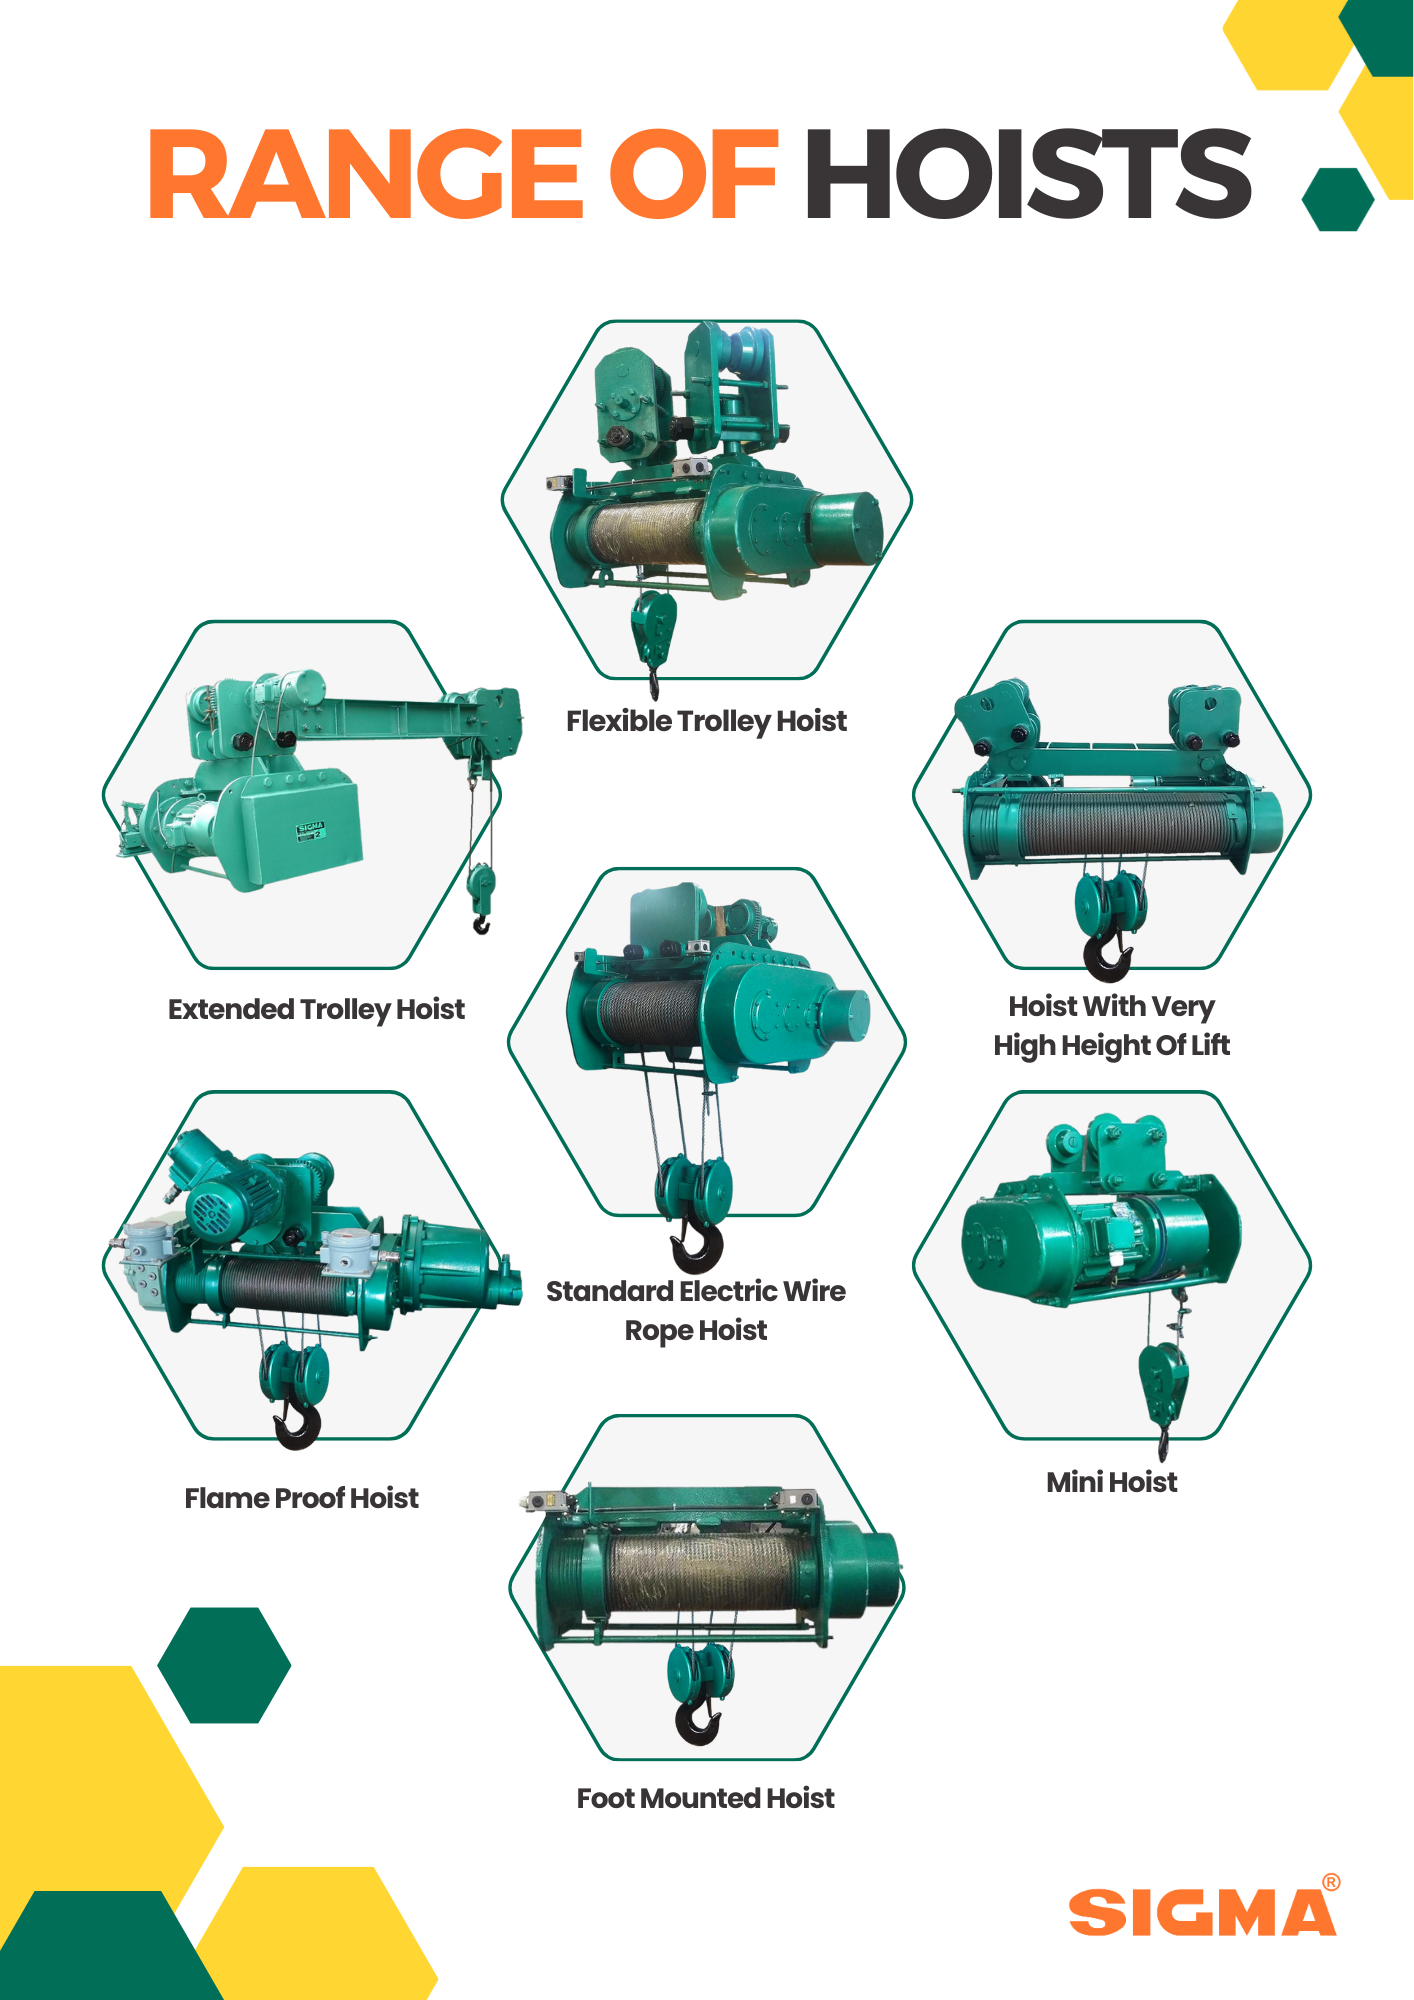 RANGE OF HOISTS
Flexible Trolley Hoist
SIGMA
2
Extended Trolley Hoist
Hoist With Very
High Height Of Lift
Standard Electric Wire
Rope Hoist
Flame Proof Hoist
Mini Hoist
Foot Mounted Hoist
SIGMA®